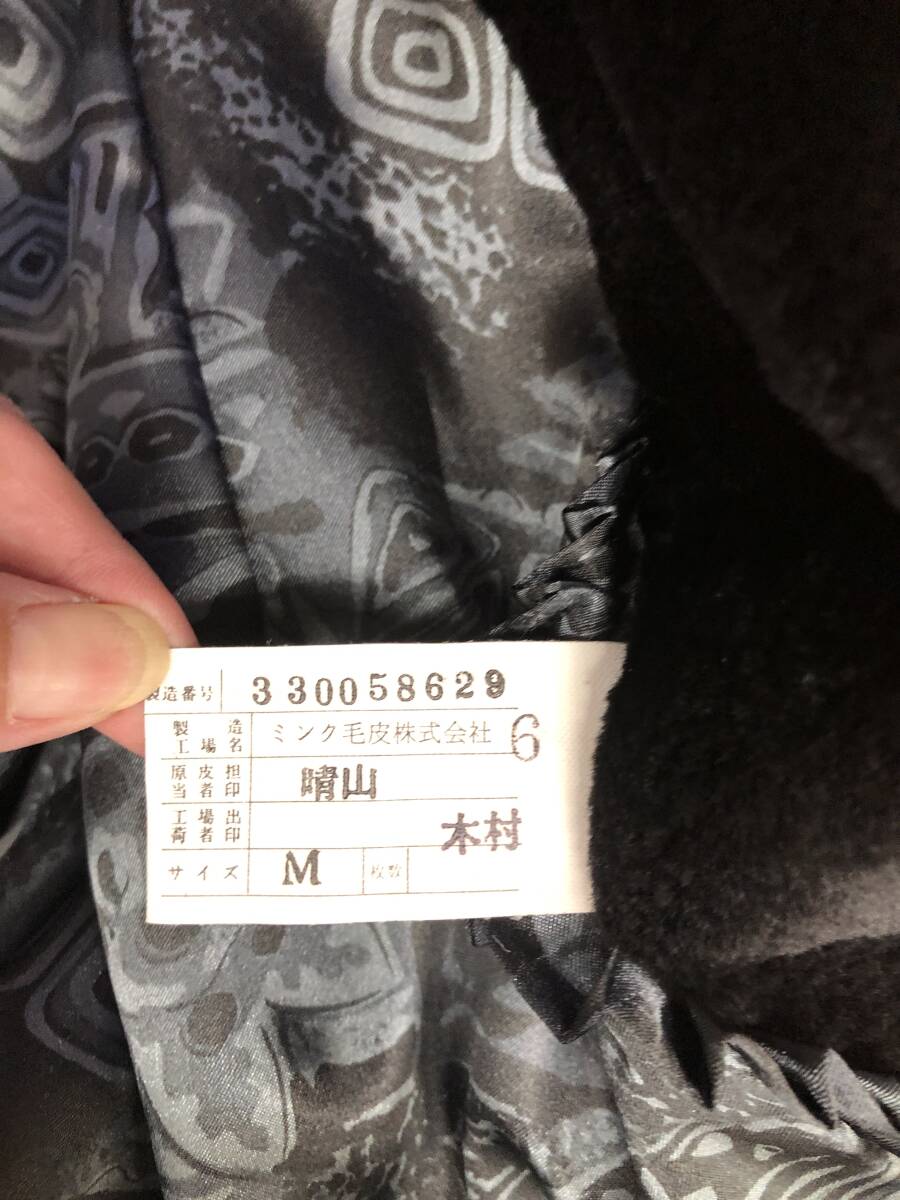 製造番号 330058629
製造工場名 ミンク毛皮株式会社 6
原皮担当者印 晴山
工場出荷者印 木村
サイズ M 枚数